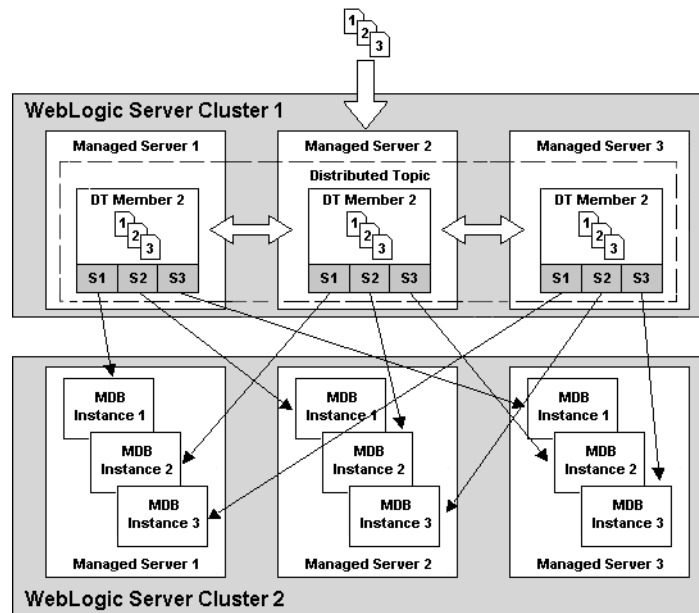 1
2
3
WebLogic Server Cluster 1
Managed Server 1
Managed Server 2
Managed Server 3
Distributed Topic
DT Member 2
1
2
3
S1 S2 S3
DT Member 2
1
2
3
S1 S2 S3
DT Member 2
1
2
3
S1 S2 S3
MDB
Instance 1
MDB
Instance 2
MDB
Instance 3
Managed Server 1
MDB
Instance 1
MDB
Instance 2
MDB
Instance 3
Managed Server 2
MDB
Instance 1
MDB
Instance 2
MDB
Instance 3
Managed Server 3
WebLogic Server Cluster 2